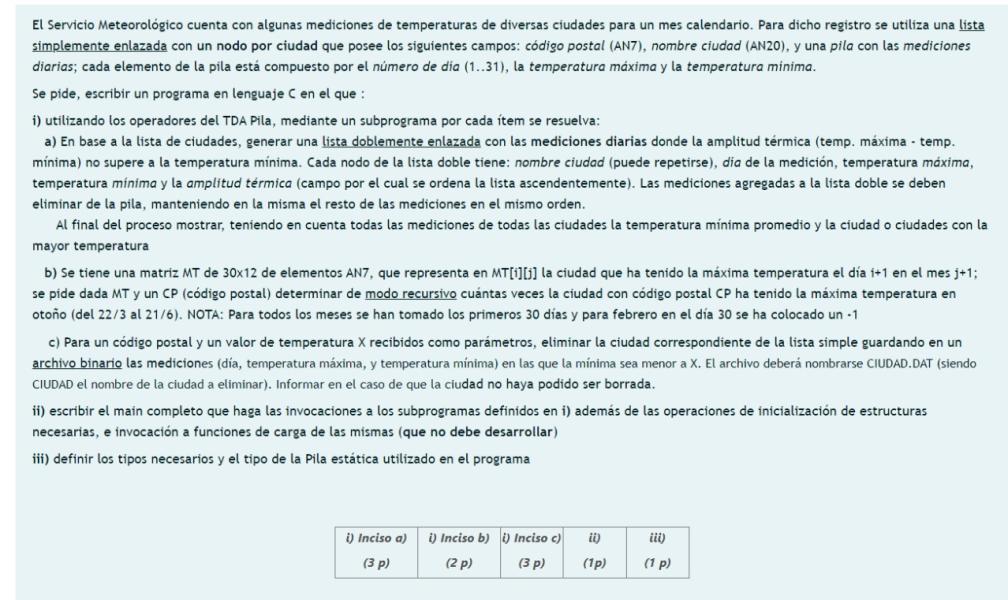 El Servicio Meteorológico cuenta con algunas mediciones de temperaturas de diversas ciudades para un mes calendario. Para dicho registro se utiliza una lista
simplemente enlazada con un nodo por ciudad que posee los siguientes campos: código postal (AN7), nombre ciudad (AN20), y una pila con las mediciones
diarias; cada elemento de la pila está compuesto por el número de día (1..31), la temperatura máxima y la temperatura mínima.
Se pide, escribir un programa en lenguaje C en el que :
i) utilizando los operadores del TDA Pila, mediante un subprograma por cada ítem se resuelva:
a) En base a la lista de ciudades, generar una lista doblemente enlazada con las mediciones diarias donde la amplitud térmica (temp. máxima - temp.
mínima) no supere a la temperatura mínima. Cada nodo de la lista doble tiene: nombre ciudad (puede repetirse), día de la medición, temperatura máxima,
temperatura mínima y la amplitud térmica (campo por el cual se ordena la lista ascendentemente). Las mediciones agregadas a la lista doble se deben
eliminar de la pila, manteniendo en la misma el resto de las mediciones en el mismo orden.
Al final del proceso mostrar, teniendo en cuenta todas las mediciones de todas las ciudades la temperatura mínima promedio y la ciudad o ciudades con la
mayor temperatura
b) Se tiene una matriz MT de 30x12 de elementos AN7, que representa en MT[i][j] la ciudad que ha tenido la máxima temperatura el día i+1 en el mes j+1;
se pide dada MT y un CP (código postal) determinar de modo recursivo cuántas veces la ciudad con código postal CP ha tenido la máxima temperatura en
otoño (del 22/3 al 21/6). NOTA: Para todos los meses se han tomado los primeros 30 días y para febrero en el día 30 se ha colocado un -1
c) Para un código postal y un valor de temperatura X recibidos como parámetros, eliminar la ciudad correspondiente de la lista simple guardando en un
archivo binario las mediciones (día, temperatura máxima, y temperatura mínima) en las que la mínima sea menor a X. El archivo deberá nombrarse CIUDAD.DAT (siendo
CIUDAD el nombre de la ciudad a eliminar). Informar en el caso de que la ciudad no haya podido ser borrada.
ii) escribir el main completo que haga las invocaciones a los subprogramas definidos en i) además de las operaciones de inicialización de estructuras
necesarias, e invocación a funciones de carga de las mismas (que no debe desarrollar)
iii) definir los tipos necesarios y el tipo de la Pila estática utilizado en el programa
i) Inciso a) i) Inciso b) i) Inciso c) ii) iii)
(3 p) (2 p) (3 p) (1p) (1 p)